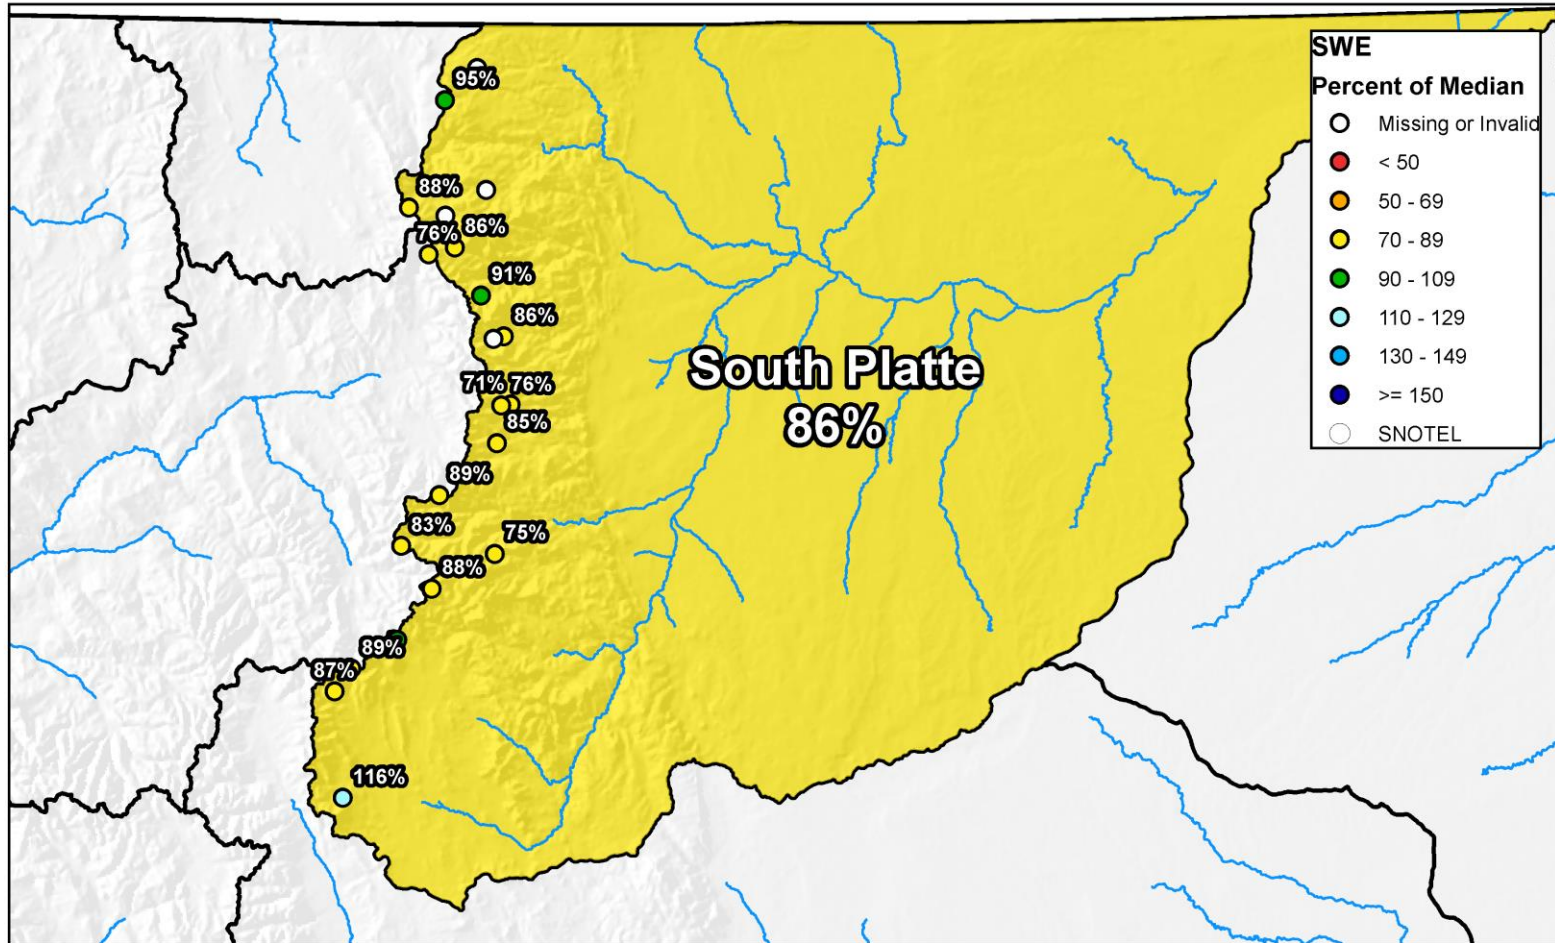 SWE
Percent of Median
Missing or Invalid
< 50
50 - 69
70 - 89
90 - 109
110 - 129
130 - 149
>= 150
SNOTEL
95%
88%
76%
86%
91%
86%
71%
76%
85%
89%
83%
75%
88%
89%
87%
116%
South Platte
86%